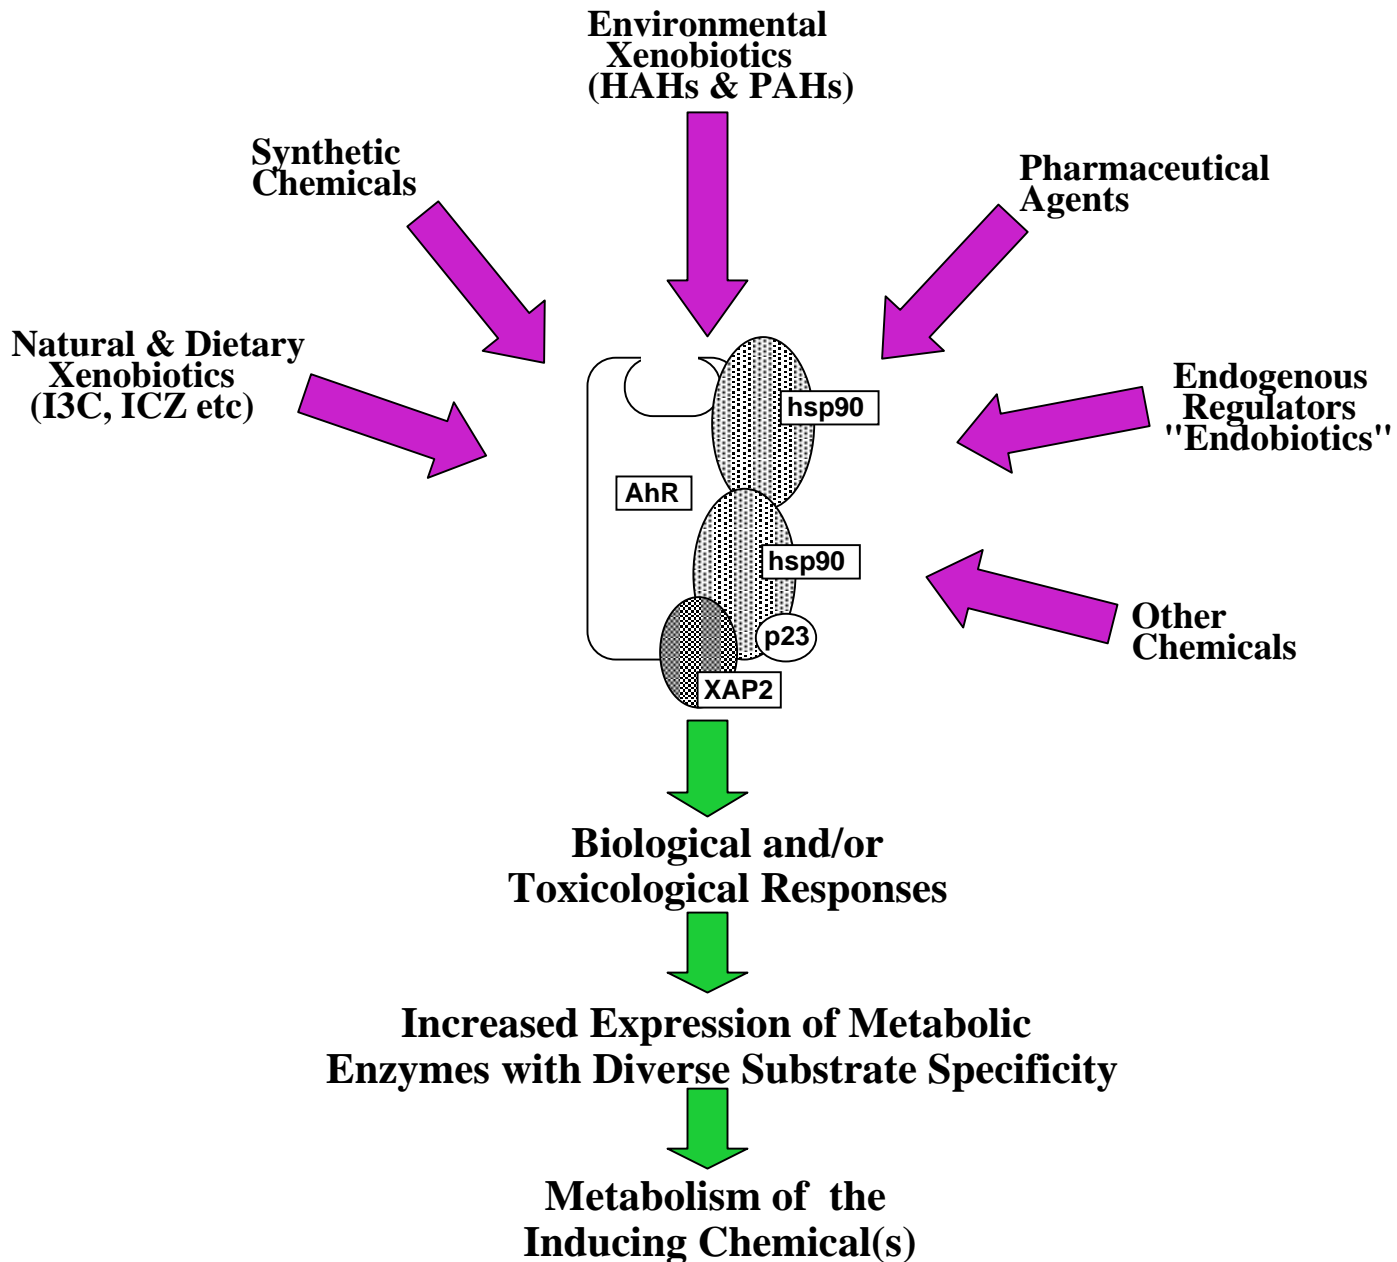 Environmental
Xenobiotics
(HAHs & PAHs)
Synthetic
Chemicals
Pharmaceutical
Agents
Natural & Dietary
Xenobiotics
(I3C, ICZ etc)
Endogenous
Regulators
"Endobiotics"
hsp90
AhR
hsp90
Other
Chemicals
p23
XAP2
Biological and/or
Toxicological Responses
Increased Expression of Metabolic
Enzymes with Diverse Substrate Specificity
Metabolism of the
Inducing Chemical(s)